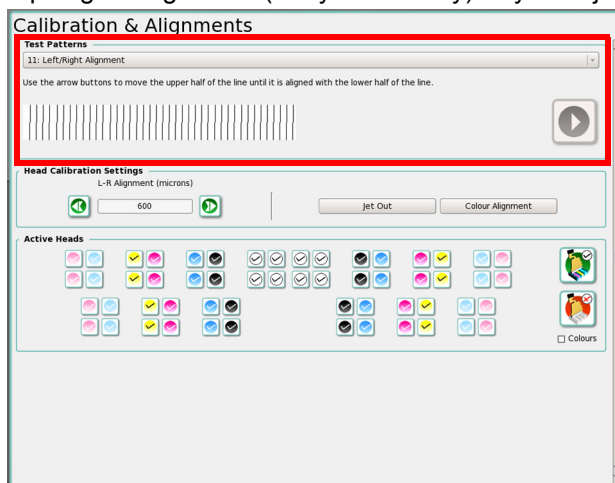 Calibration & Alignments
Test Patterns
11: Left/Right Alignment
Use the arrow buttons to move the upper half of the line until it is aligned with the lower half of the line.
Head Calibration Settings
L-R Alignment (microns)
600
Jet Out
Colour Alignment
Active Heads
Colours